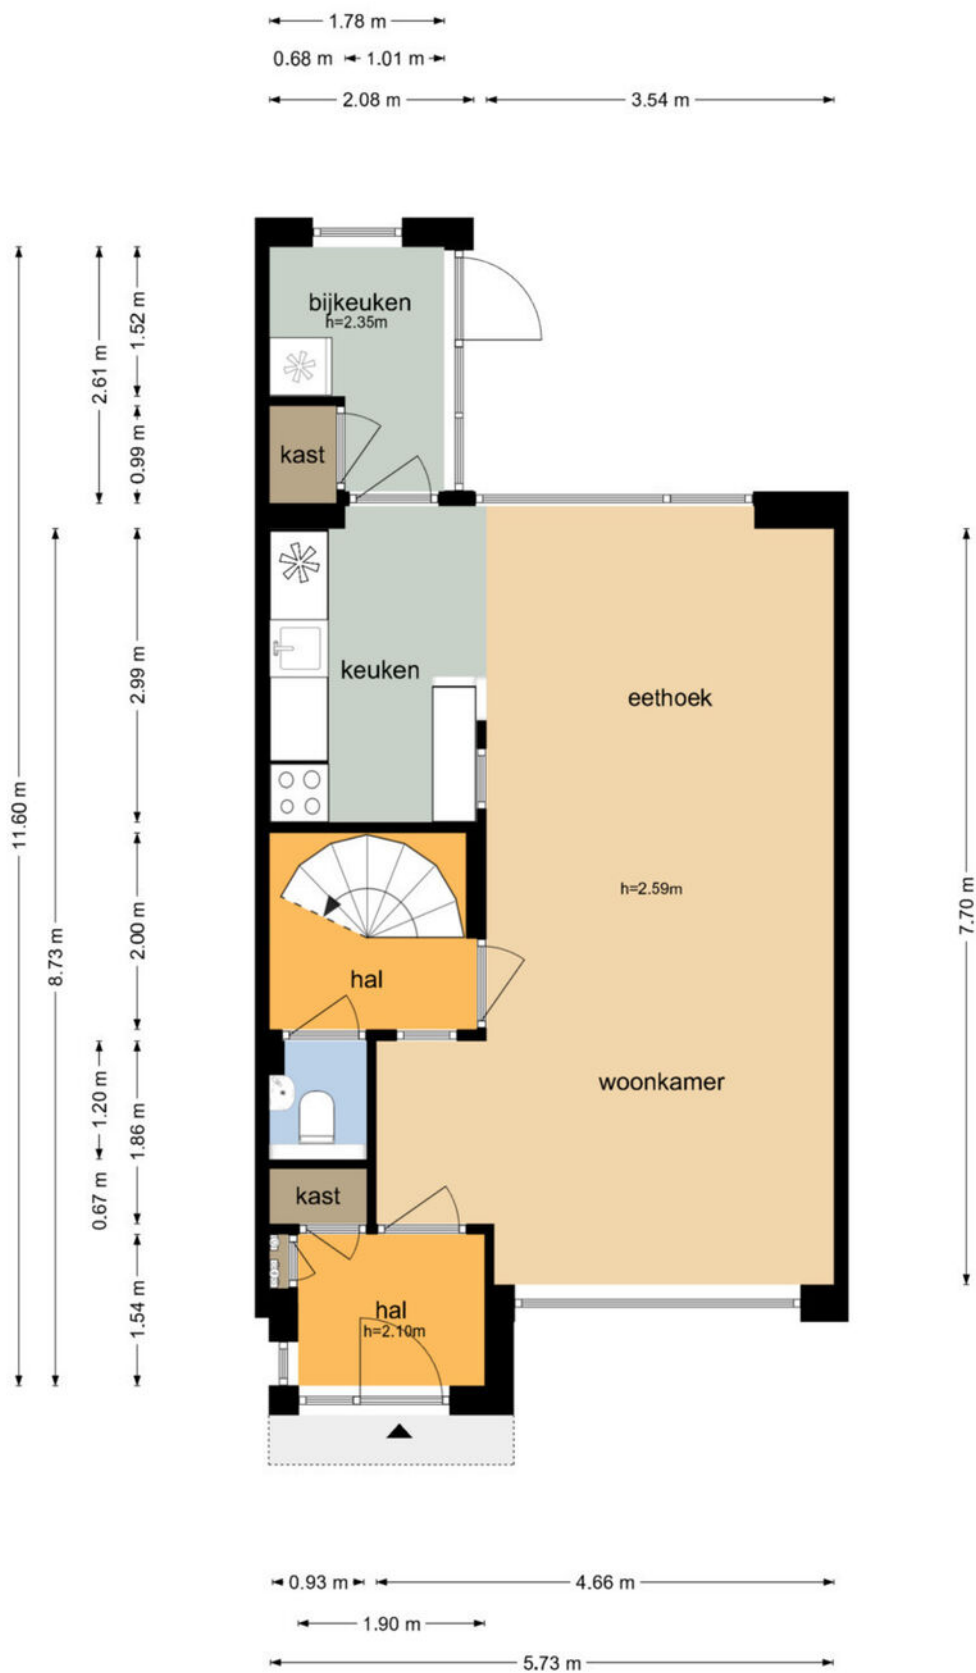 1.78 m
0.68 m
1.01 m
2.08 m
3.54 m
bijkeuken
h=2.35m
kast
keuken
eethoek
h=2.59m
hal
woonkamer
kast
hal
h=2.10m
11.60 m
8.73 m
2.61 m
1.20 m
0.67 m
1.52 m
0.99 m
2.99 m
2.00 m
1.86 m
1.54 m
7.70 m
0.93 m
4.66 m
1.90 m
5.73 m